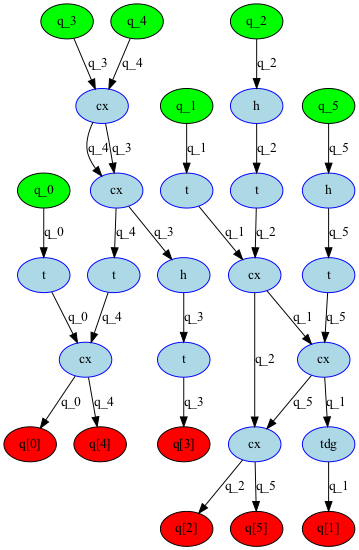 q_3 q_4 q_2
q_3 q_4 q_2
cx q_1 h q_5
q_4 q_3 q_1 q_2 q_5
q_0 cx t t h
q_0 q_4 q_3 q_1 q_2 q_5
t t h cx t
q_0 q_4 q_3 q_1 q_5
cx t q_2 cx
q_0 q_4 q_3 q_5 q_1
q[0] q[4] q[3] cx tdg
q_2 q_5 q_1
q[2] q[5] q[1]